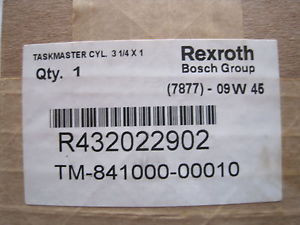 TASKMASTER CYL. 3 1/4 X 1
Qty. 1
Rexroth
Bosch Group
(7877) - 09W 45
R432022902
TM-841000-00010